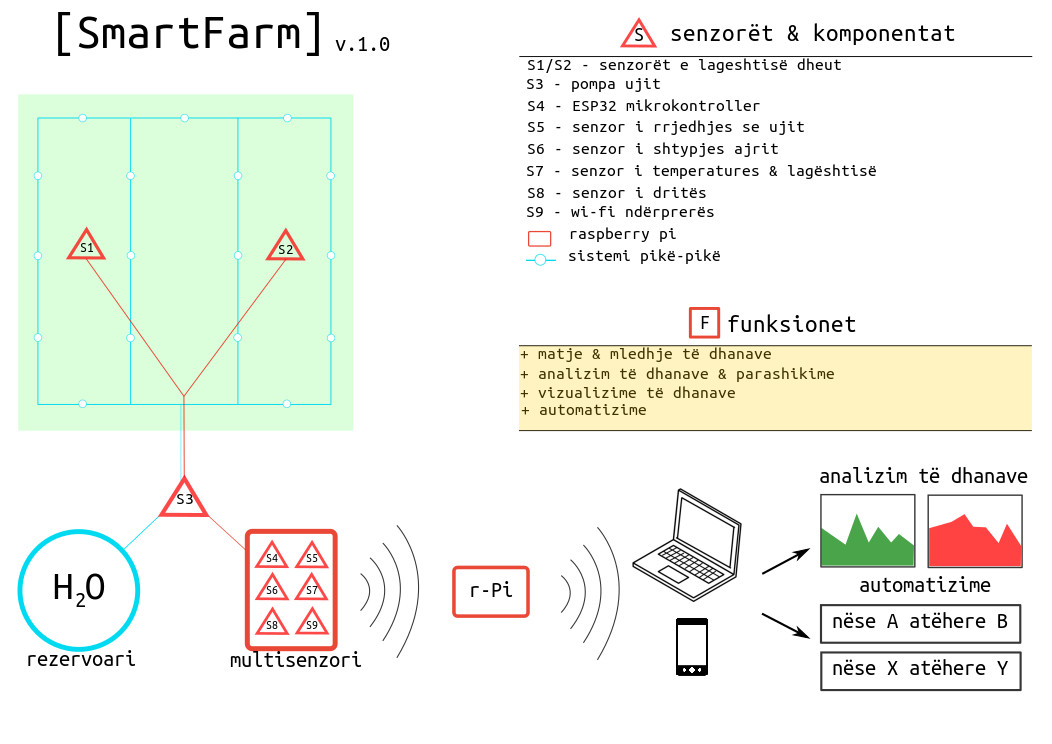 [SmartFarm] v.1.0
S senzorët & komponentat
S1/S2 - senzorët e lageshtisë dheut
S3 - pompa ujit
S4 - ESP32 mikrokontroller
S5 - senzor i rrjedhjes se ujit
S6 - senzor i shtypjes ajrit
S7 - senzor i temperatures & lagështisë
S8 - senzor i dritës
S9 - wi-fi ndërprerës
raspberry pi
sistemi pikë-pikë
S1
S2
F funksionet
+ matje & mledhje të dhanave
+ analizim të dhanave & parashikime
+ vizualizime të dhanave
+ automatizime
S3
H2O
rezervoari
S4 S5
S6 S7
S8 S9
multisenzori
r-Pi
analizim të dhanave
automatizime
nëse A atëhere B
nëse X atëhere Y